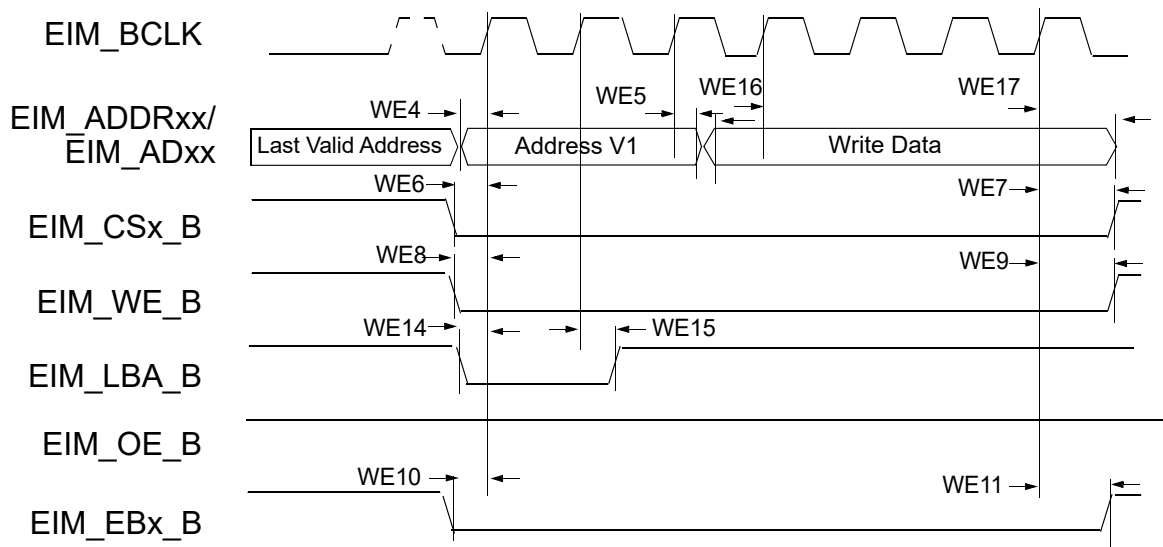 EIM_BCLK
WE5 WE16 WE17
WE4
EIM_ADDRxx/
EIM_ADxx
Last Valid Address Address V1 Write Data
WE6 WE7
EIM_CSx_B
WE8 WE9
EIM_WE_B
WE14 WE15
EIM_LBA_B
EIM_OE_B
WE10 WE11
EIM_EBx_B